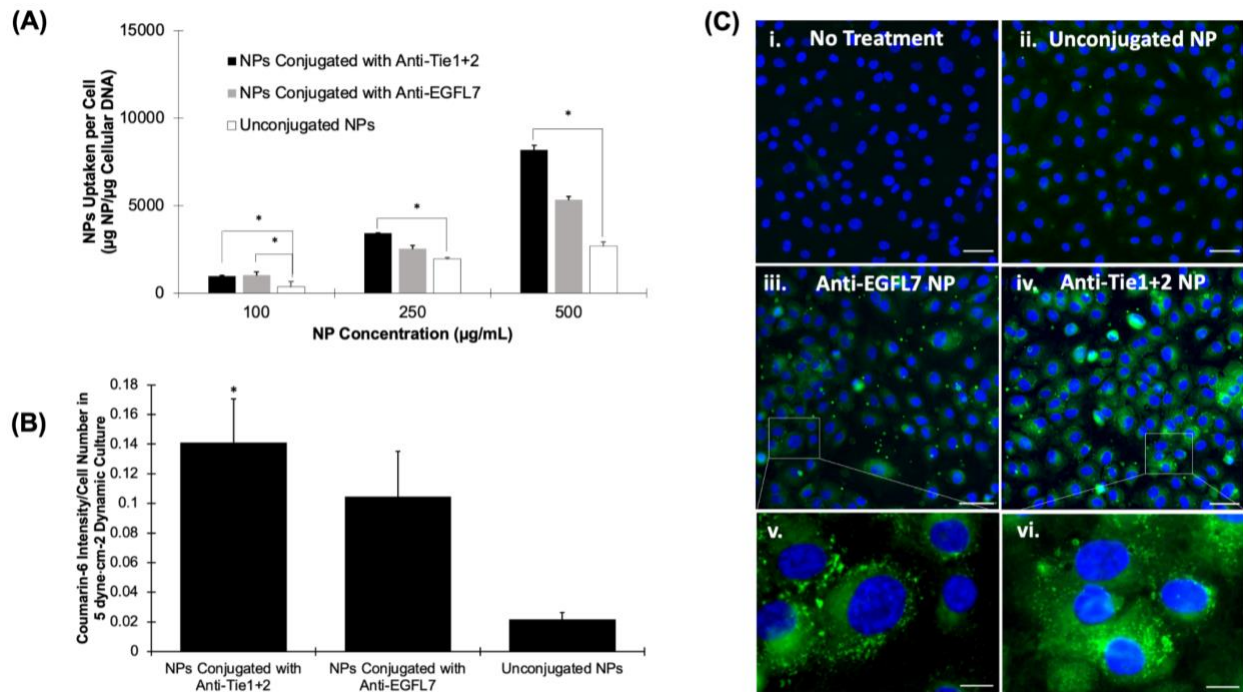 (A)
15000
12000
9000
5000
0
NPs Uptaken per Cell
(µg NP/µg Cellular DNA)
NPs Conjugated with Anti-Tie1+2
NPs Conjugated with Anti-EGFL7
Unconjugated NPs
*
*
*
*
100
250
500
NP Concentration (µg/mL)
(B)
0.18
0.16
0.14
0.12
0.1
0.08
0.06
0.04
0.02
0
Coumarin-6 Intensity/Cell Number in
5 dyne·cm-2 Dynamic Culture
*
NPs Conjugated with
Anti-Tie1+2
NPs Conjugated with
Anti-EGFL7
Unconjugated NPs
(C)
i. No Treatment
ii. Unconjugated NP
iii. Anti-EGFL7 NP
iv. Anti-Tie1+2 NP
v.
vi.